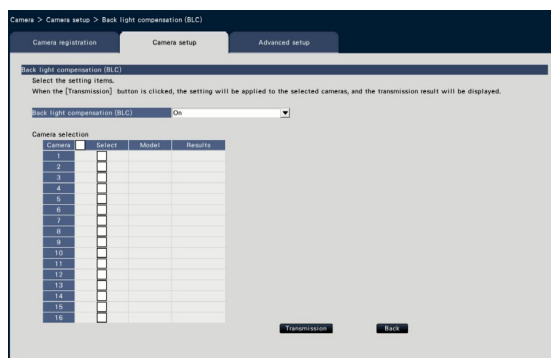 Camera > Camera setup > Back light compensation (BLC)
Camera registration Camera setup Advanced setup
Back light compensation (BLC)
Select the setting items.
When the [Transmission] button is clicked, the setting will be applied to the selected cameras, and the transmission result will be displayed.
Back light compensation (BLC) On
Camera selection
Camera Select Model Results
1
2
3
4
5
6
7
8
9
10
11
12
13
14
15
16
Transmission Back